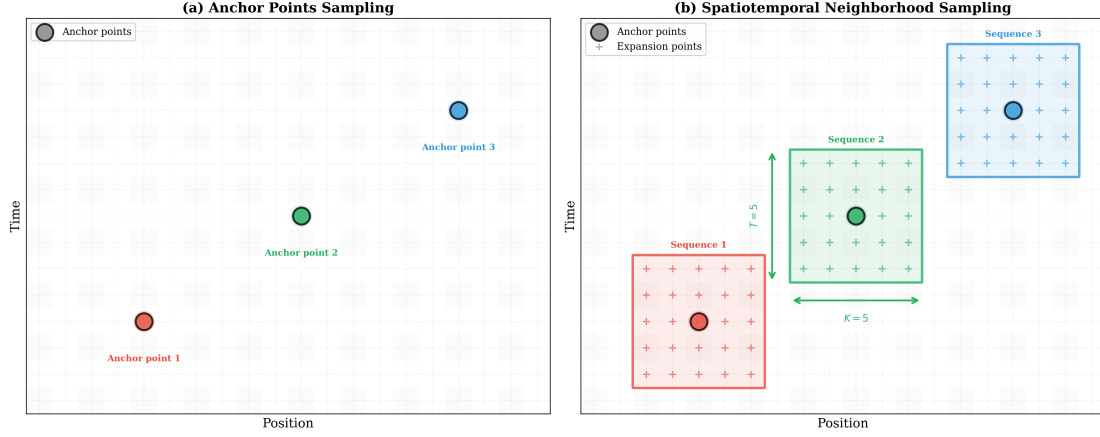 (a) Anchor Points Sampling
Anchor points
Anchor point 3
Anchor point 2
Anchor point 1
Time
Position
(b) Spatiotemporal Neighborhood Sampling
Anchor points
Expansion points
Sequence 3
Sequence 2
T = 5
Sequence 1
K = 5
Time
Position